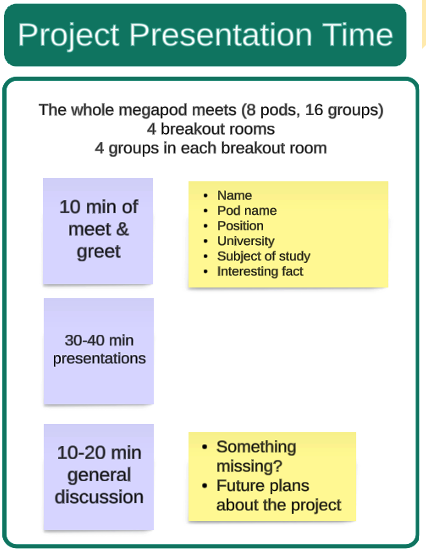 Project Presentation Time
The whole megapod meets (8 pods, 16 groups)
4 breakout rooms
4 groups in each breakout room
10 min of
meet &
greet
• Name
• Pod name
• Position
• University
• Subject of study
• Interesting fact
30-40 min
presentations
10-20 min
general
discussion
• Something
missing?
• Future plans
about the project